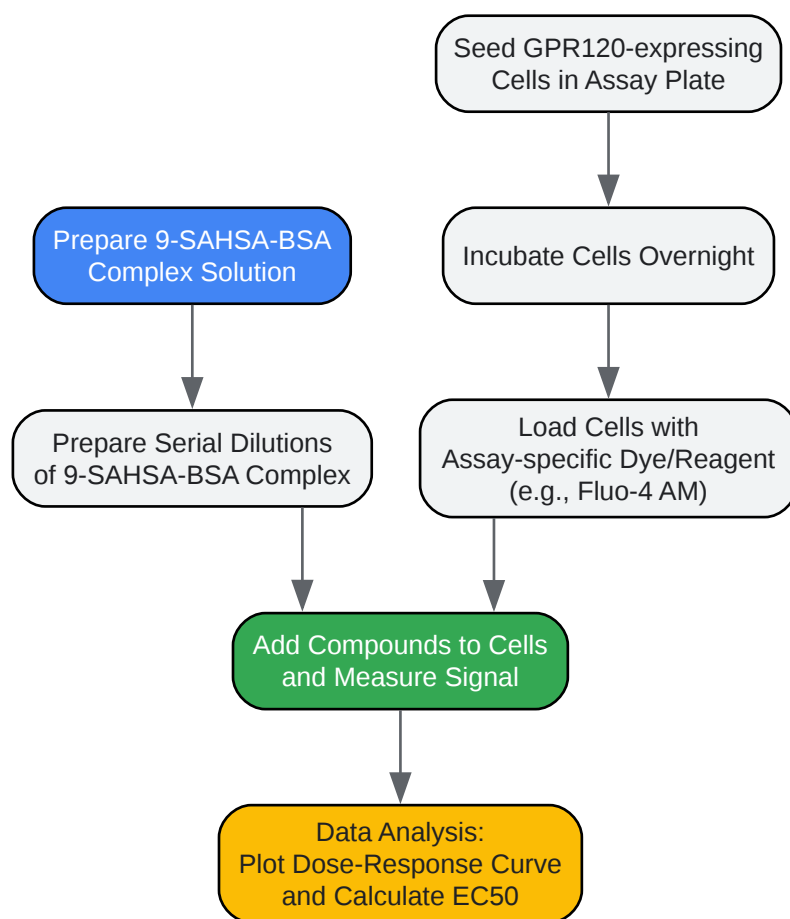 Seed GPR120-expressing
Cells in Assay Plate
Prepare 9-SAHSA-BSA
Complex Solution
Incubate Cells Overnight
Prepare Serial Dilutions
of 9-SAHSA-BSA Complex
Load Cells with
Assay-specific Dye/Reagent
(e.g., Fluo-4 AM)
Add Compounds to Cells
and Measure Signal
Data Analysis:
Plot Dose-Response Curve
and Calculate EC50